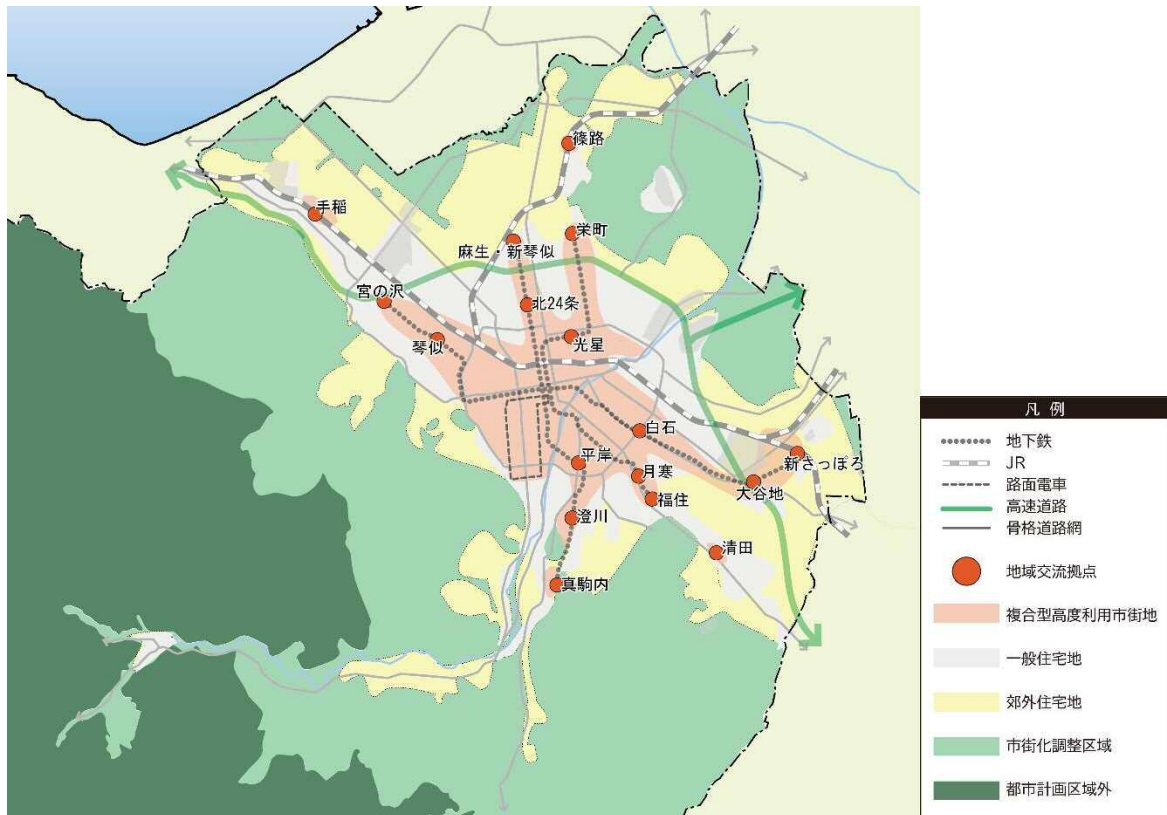 篠路
手稲
栄町
麻生・新琴似
宮の沢
北24条
琴似
光星
白石
平岸
月寒
新さっぽろ
大谷地
福住
澄川
清田
真駒内
凡 例
地下鉄
JR
路面電車
高速道路
骨格道路網
地域交流拠点
複合型高度利用市街地
一般住宅地
郊外住宅地
市街化調整区域
都市計画区域外